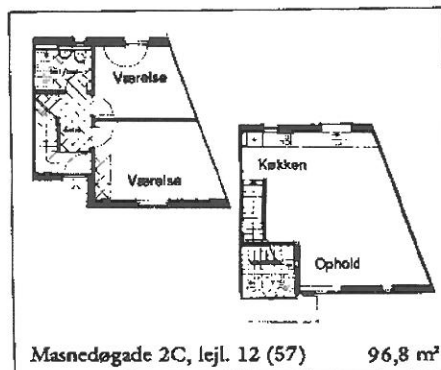 Værelse
Værelse
Køkken
Ophold
Masnedøgade 2C, lejl. 12 (57) 96,8 m²